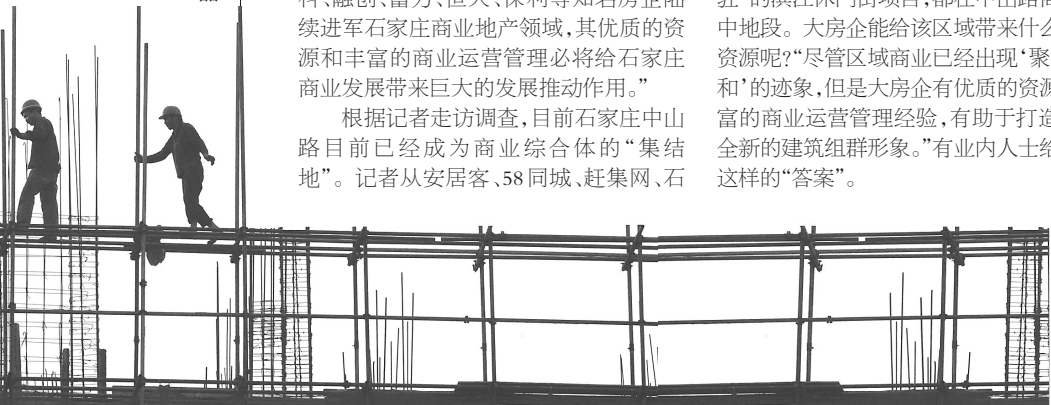 续进军石家庄商业地产领域，其优质的资
源和丰富的商业运营管理必将给石家庄
商业发展带来巨大的发展推动作用。”
根据记者走访调查，目前石家庄中山
路目前已经成为商业综合体的“集结
地”。记者从安居客、58同城、赶集网、石
中地段。大房企能给该区域带来什么
资源呢？“尽管区域商业已经出现‘聚
和’的迹象，但是大房企有优质的资源
富的商业运营管理经验，有助于打造
全新的建筑组群形象。”有业内人士给
这样的“答案”。